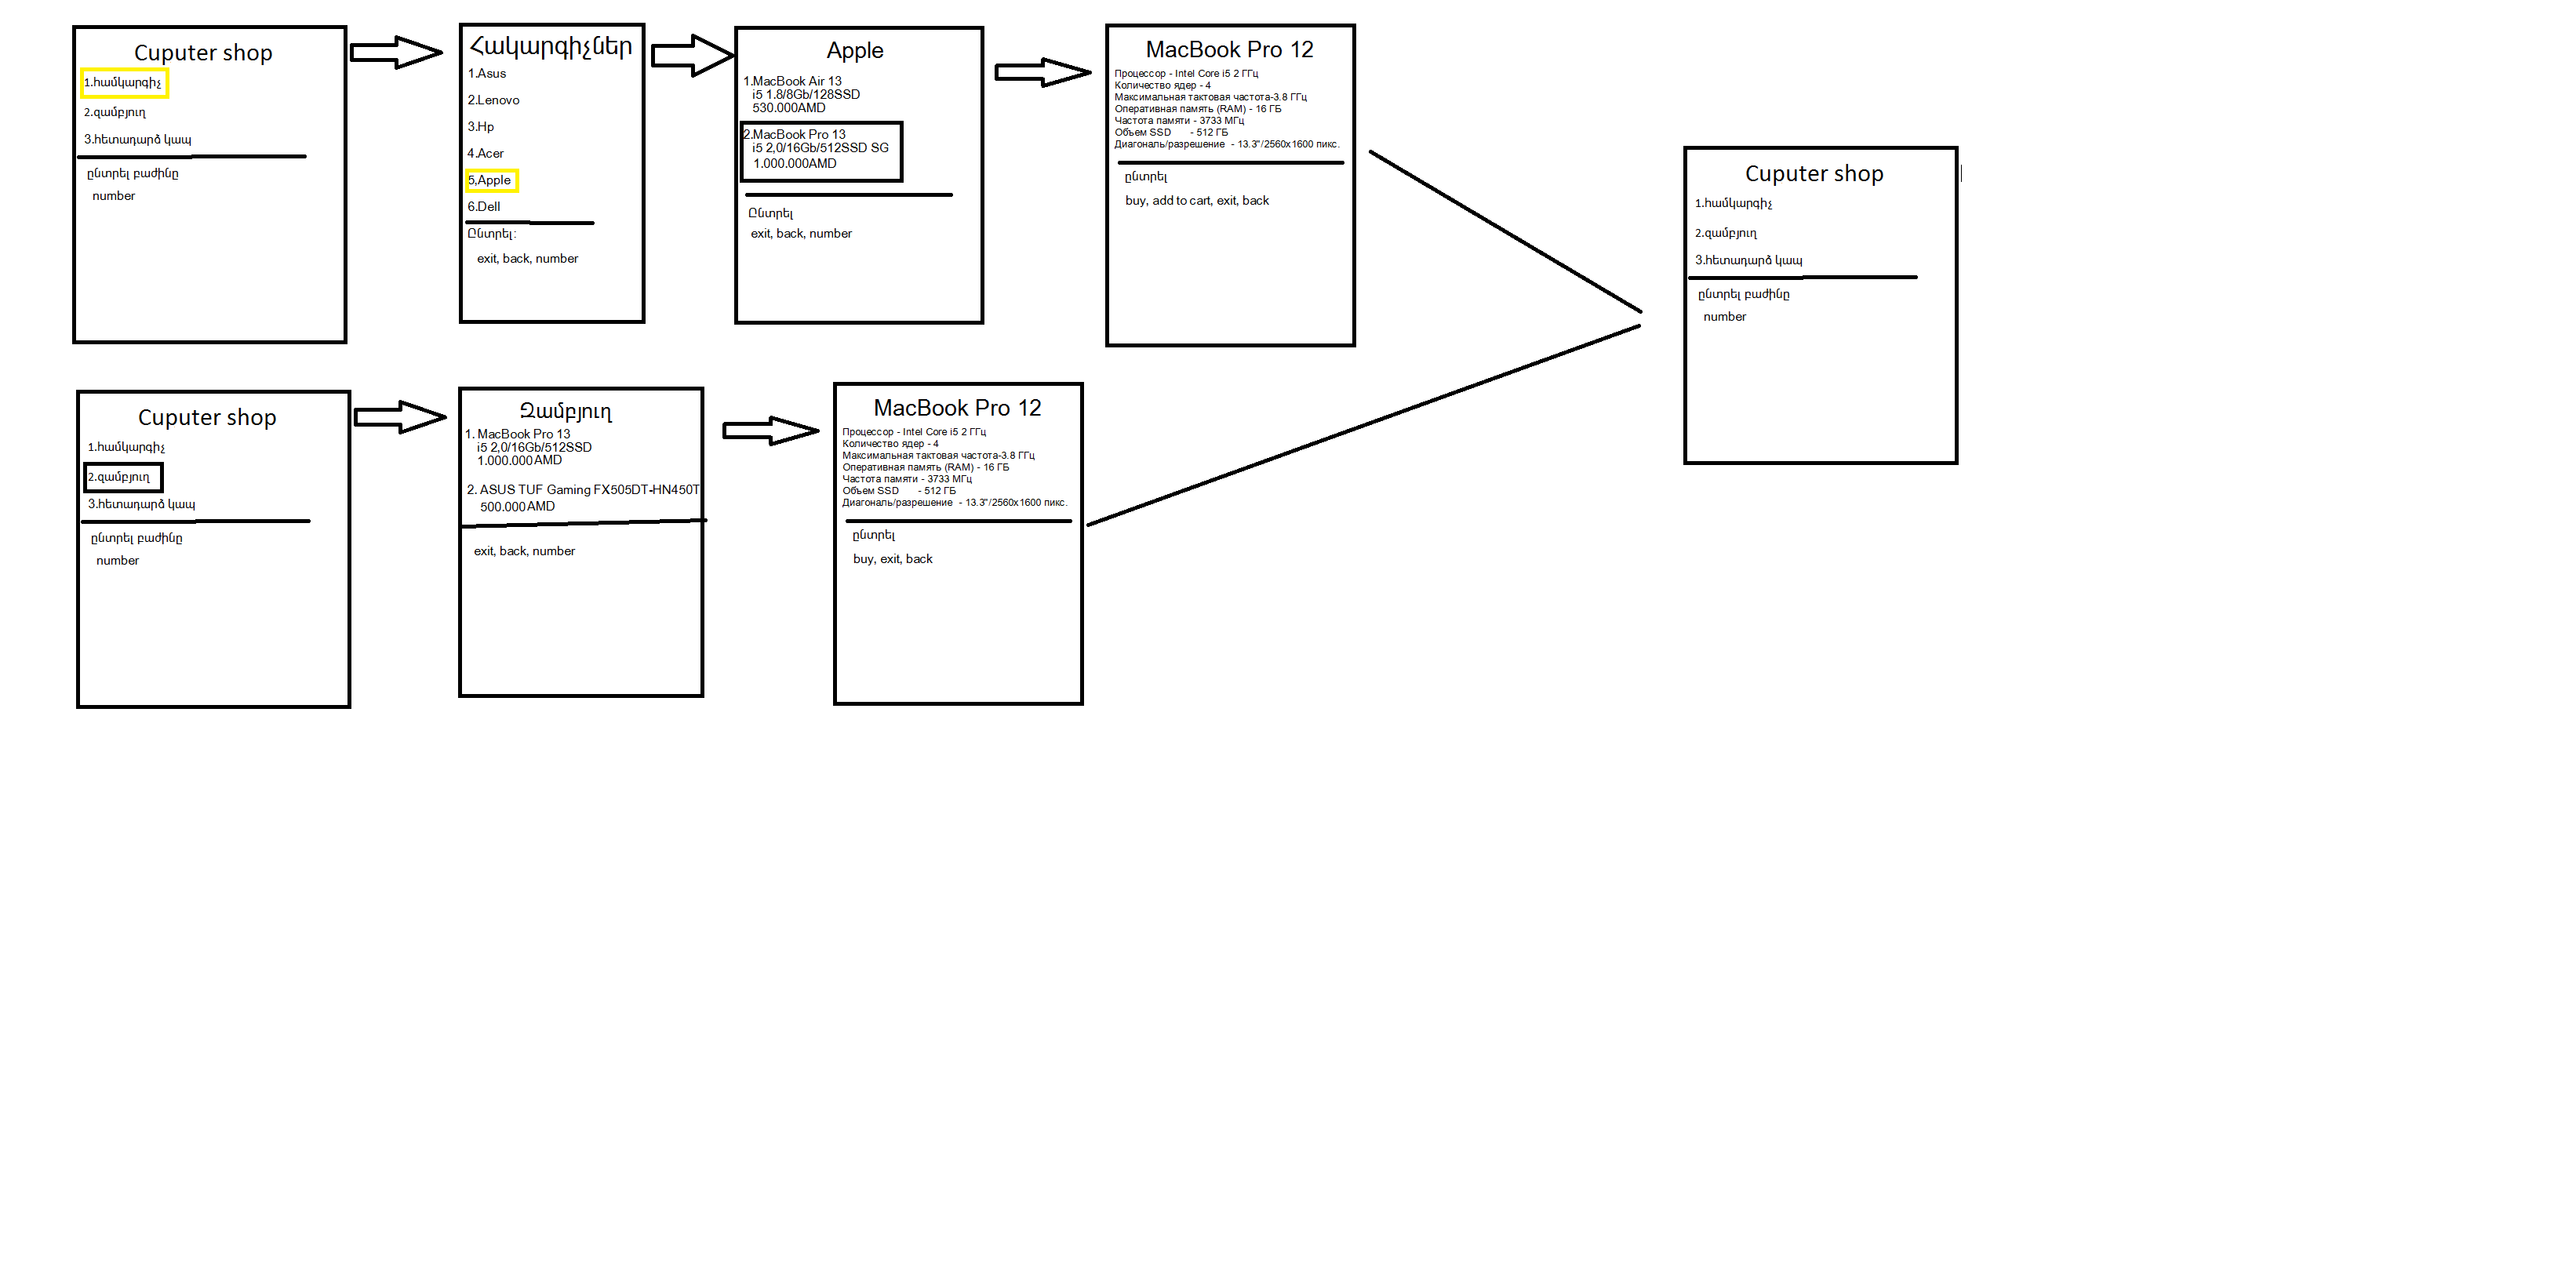 Cuputer shop
1.համկարգիչ
2.զամբյուղ
3.հետադարձ կապ
ընտրել բաժինը
number
Հակարգիչներ
1.Asus
2.Lenovo
3.Hp
4.Acer
5,Apple
6.Dell
Ընտրել:
exit, back, number
Apple
1.MacBook Air 13
i5 1.8/8Gb/128SSD
530.000AMD
2.MacBook Pro 13
i5 2,0/16Gb/512SSD SG
1.000.000AMD
Ընտրել
exit, back, number
MacBook Pro 12
Процессор - Intel Core i5 2 ГГц
Количество ядер - 4
Максимальная тактовая частота-3.8 ГГц
Оперативная память (RAM) - 16 ГБ
Частота памяти - 3733 МГц
Объем SSD - 512 ГБ
Диагональ/разрешение - 13.3"/2560x1600 пикс.
ընտրել
buy, add to cart, exit, back
Cuputer shop
1.համկարգիչ
2.զամբյուղ
3.հետադարձ կապ
ընտրել բաժինը
number
Cuputer shop
1.համկարգիչ
2.զամբյուղ
3.հետադարձ կապ
ընտրել բաժինը
number
Զամբյուղ
1. MacBook Pro 13
i5 2,0/16Gb/512SSD
1.000.000AMD
2. ASUS TUF Gaming FX505DT-HN450T
500.000AMD
exit, back, number
MacBook Pro 12
Процессор - Intel Core i5 2 ГГц
Количество ядер - 4
Максимальная тактовая частота-3.8 ГГц
Оперативная память (RAM) - 16 ГБ
Частота памяти - 3733 МГц
Объем SSD - 512 ГБ
Диагональ/разрешение - 13.3"/2560x1600 пикс.
ընտրել
buy, exit, back